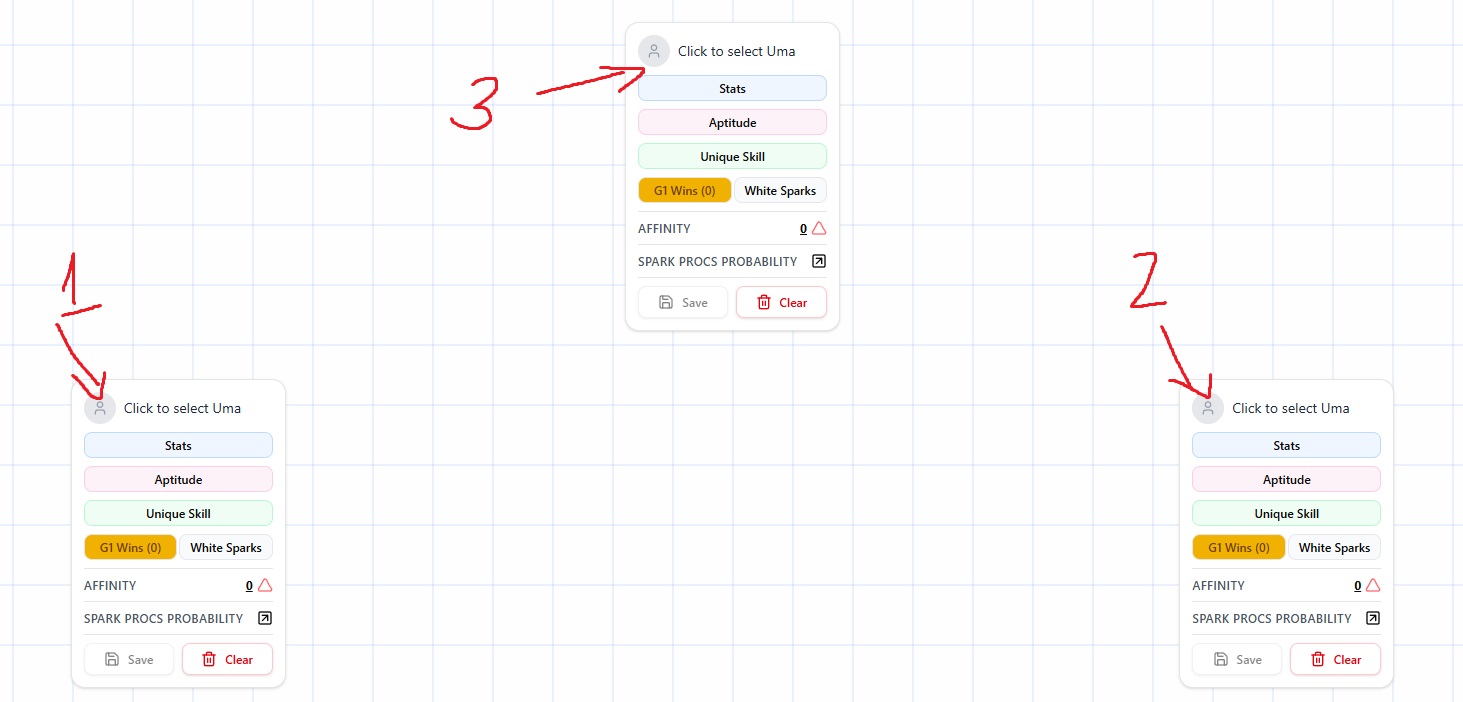 Click to select Uma
3
Stats
Aptitude
Unique Skill
G1 Wins (0) White Sparks
AFFINITY 0
SPARK PROCS PROBABILITY
Save Clear
1
Click to select Uma
Stats
Aptitude
Unique Skill
G1 Wins (0) White Sparks
AFFINITY 0
SPARK PROCS PROBABILITY
Save Clear
2
Click to select Uma
Stats
Aptitude
Unique Skill
G1 Wins (0) White Sparks
AFFINITY 0
SPARK PROCS PROBABILITY
Save Clear